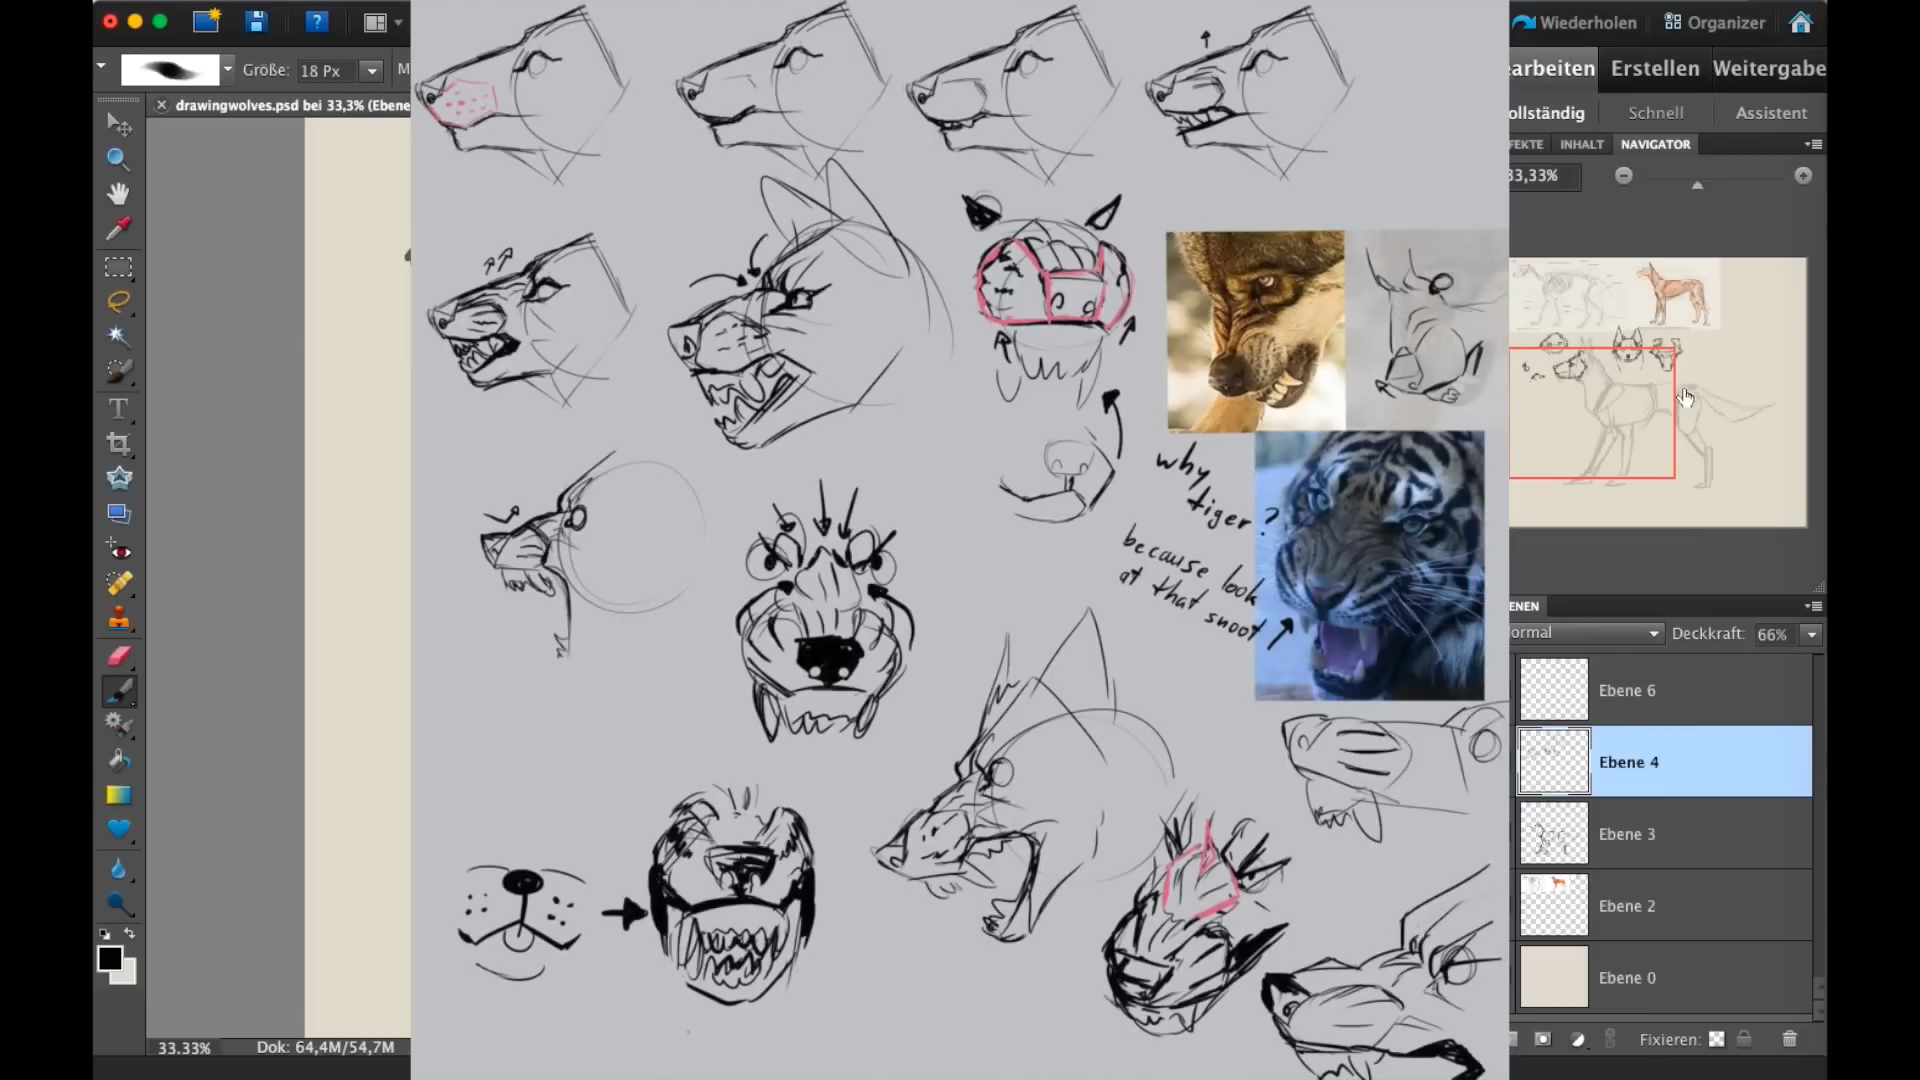 Wiederholen
Organizer
Größe: 18 Px
M
earbeiten
Erstellen
Weitergabe
drawingwolves.psd bei 33,3% (Ebene
ollständig
Schnell
Assistent
FEKTE
INHALT
NAVIGATOR
33,33%
why
tiger?
because look
at that snoot
ENEN
ormal
Deckkraft: 66%
Ebene 6
Ebene 4
Ebene 3
Ebene 2
Ebene 0
Fixieren:
33.33%
Dok: 64,4M/54,7M